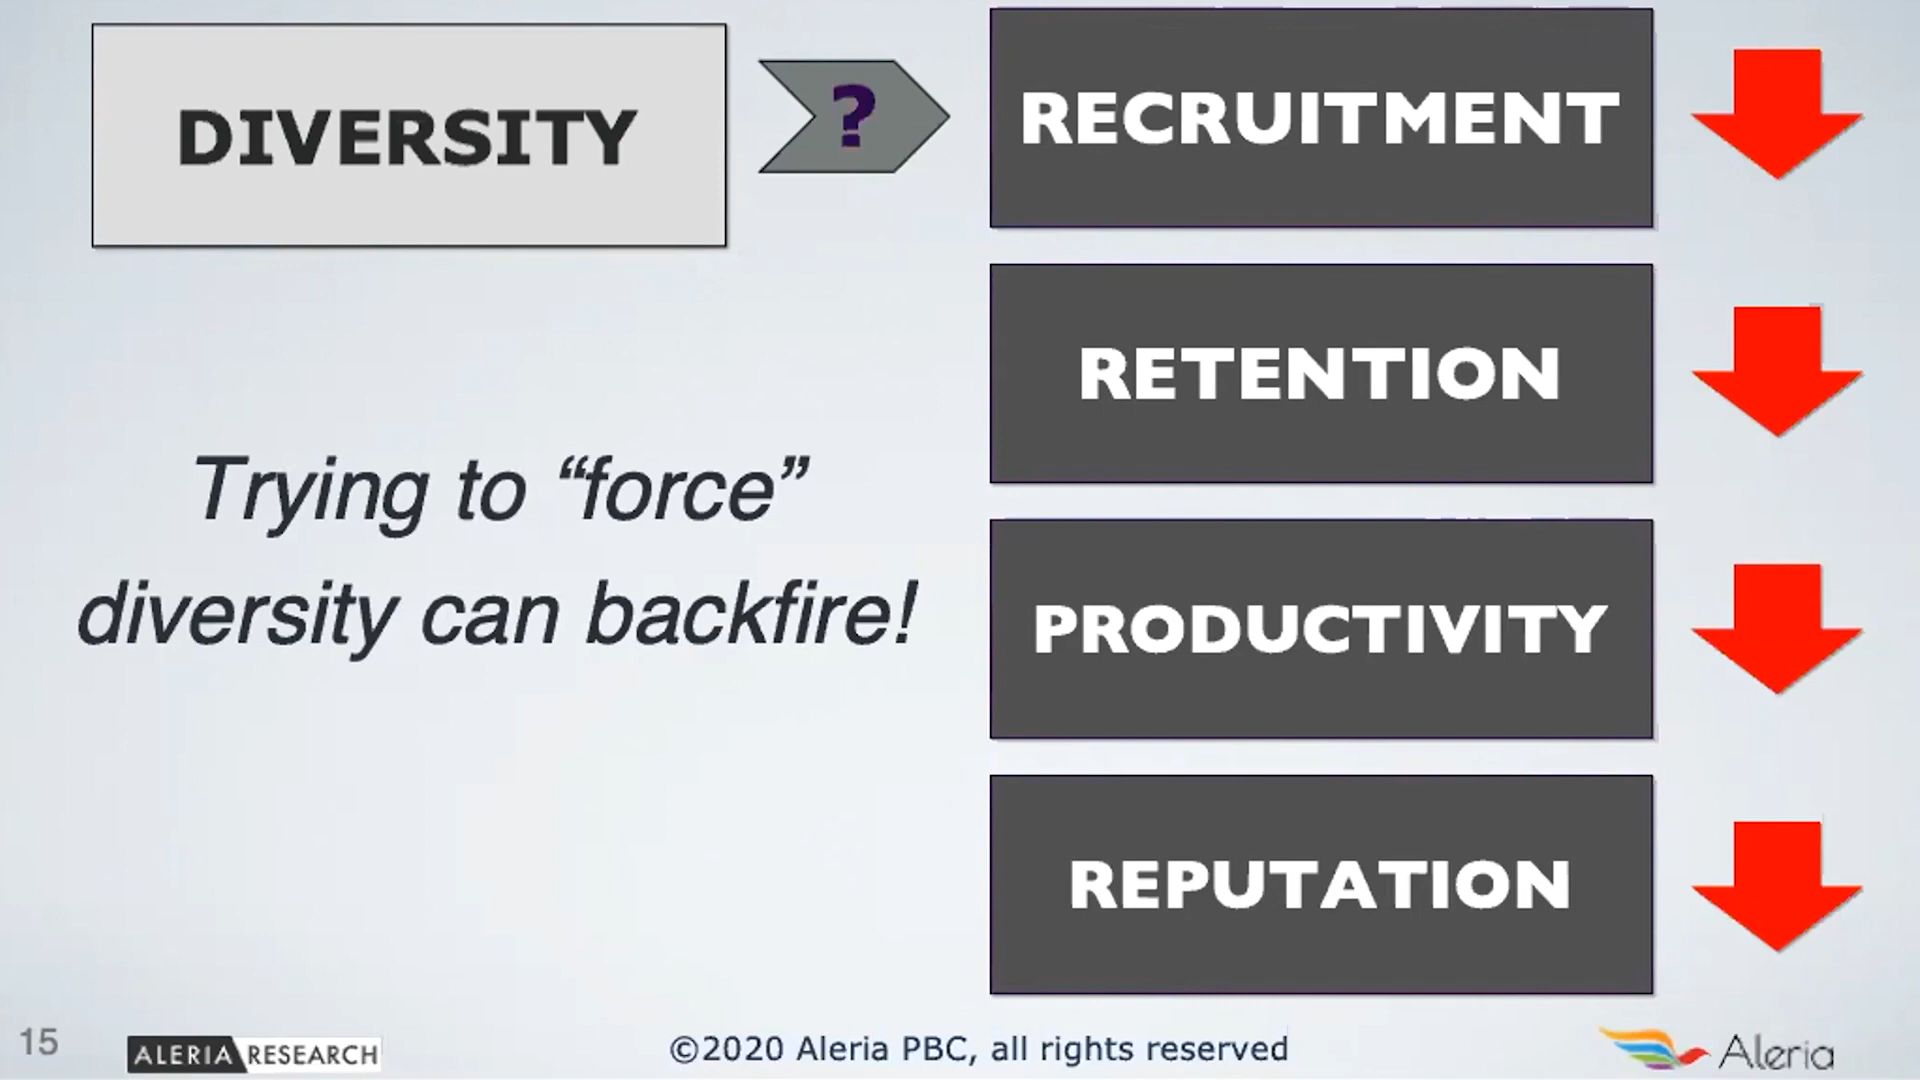 DIVERSITY
?
RECRUITMENT
RETENTION
Trying to “force”
diversity can backfire!
PRODUCTIVITY
REPUTATION
15
ALERIA RESEARCH
©2020 Aleria PBC, all rights reserved
Aleria